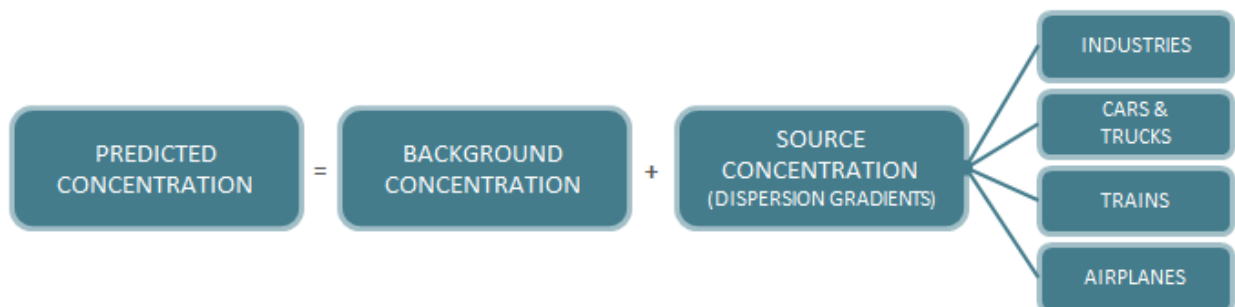 PREDICTED
CONCENTRATION
=
BACKGROUND
CONCENTRATION
+
SOURCE
CONCENTRATION
(DISPERSION GRADIENTS)
INDUSTRIES
CARS &
TRUCKS
TRAINS
AIRPLANES